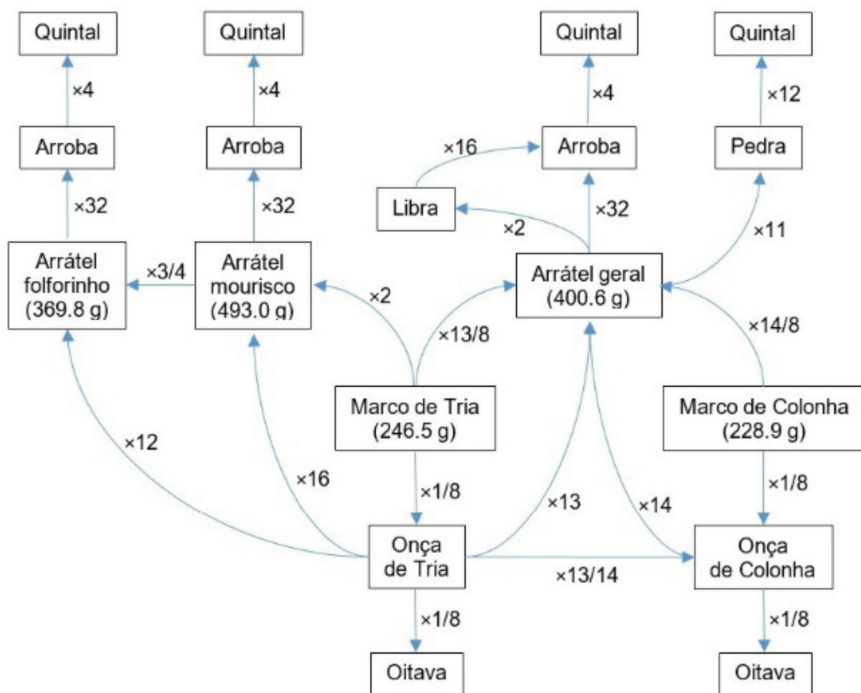 Quintal
Quintal
Quintal
Quintal
×4
×4
×4
×12
Arroba
Arroba
×16
Arroba
Pedra
Libra
×32
×32
×32
×2
×11
Arrátel
folforinho
(369.8 g)
×3/4
Arrátel
mourisco
(493.0 g)
Arrátel geral
(400.6 g)
×2
×13/8
×14/8
Marco de Tria
(246.5 g)
Marco de Colonha
(228.9 g)
×12
×16
×1/8
×13
×14
×1/8
Onça
de Tria
×13/14
Onça
de Colonha
×1/8
×1/8
Oitava
Oitava